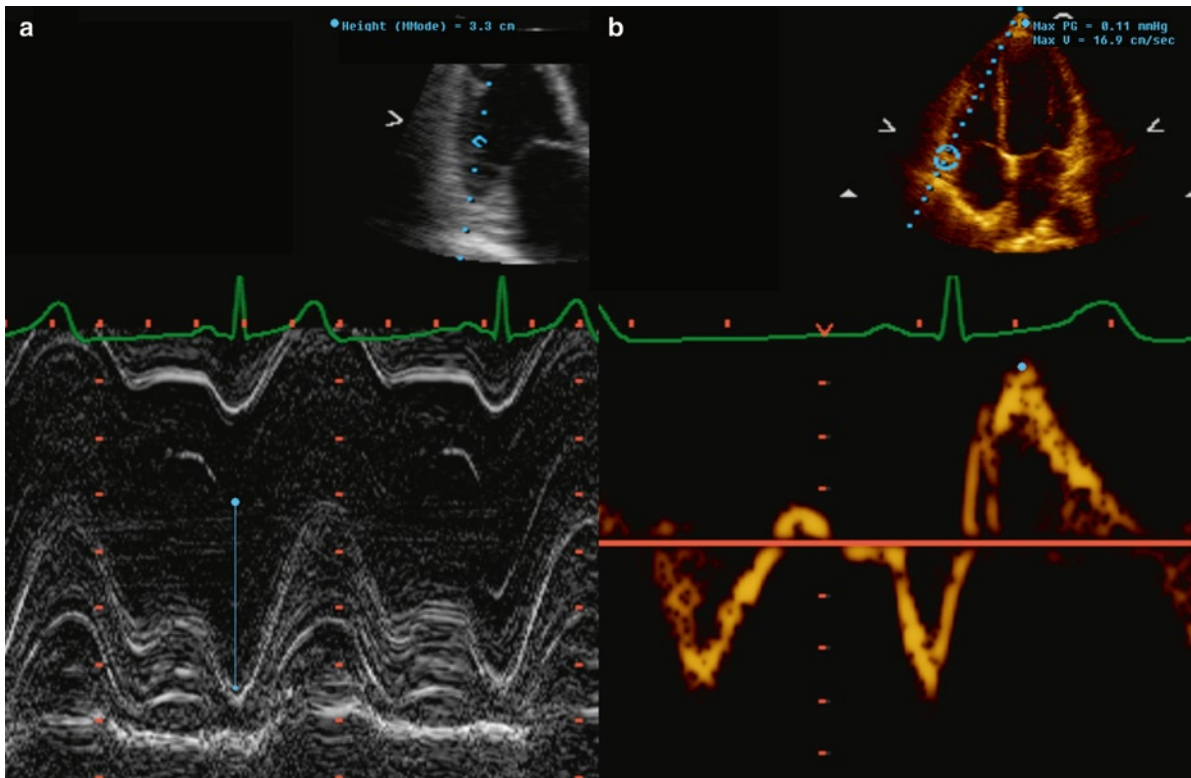 a
Height (MMode) = 3.3 cm
b
Max PG = 0.11 mmHg
Max V = 16.9 cm/sec